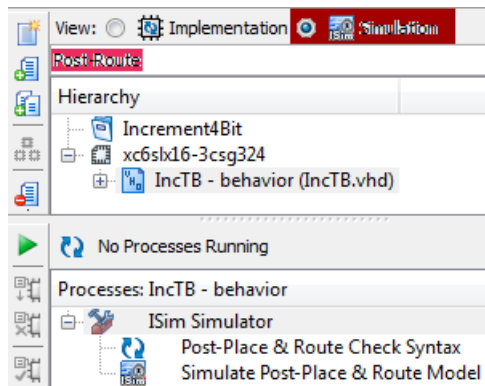 View: Implementation Simulation
Post-Route
Hierarchy
Increment4Bit
xc6slx16-3csg324
IncTB - behavior (IncTB.vhd)
No Processes Running
Processes: IncTB - behavior
ISim Simulator
Post-Place & Route Check Syntax
Simulate Post-Place & Route Model